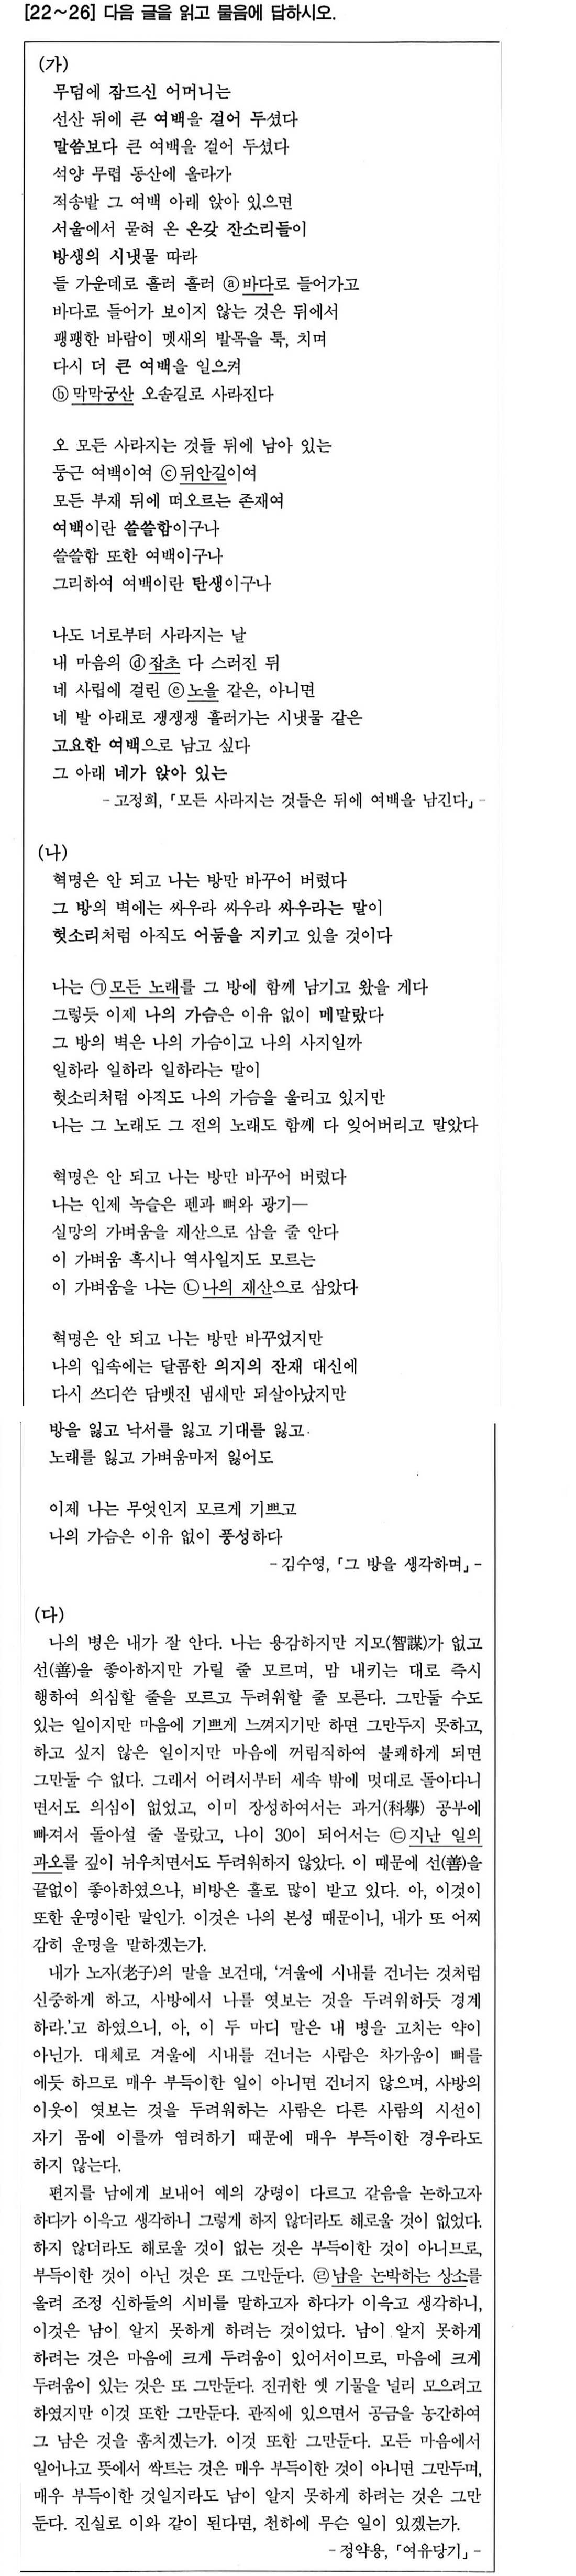 [22~26] 다음 글을 읽고 물음에 답하시오.
(가)
무덤에 잠드신 어머니는
선산 뒤에 큰 여백을 걸어 두셨다
말씀보다 큰 여백을 걸어 두셨다
석양 무렵 동산에 올라가
적송밭 그 여백 아래 앉아 있으면
서울에서 묻혀 온 온갖 잔소리들이
방생의 시냇물 따라
들 가운데로 흘러 흘러 ⓐ바다로 들어가고
바다로 들어가 보이지 않는 것은 뒤에서
팽팽한 바람이 멧새의 발목을 툭, 치며
다시 더 큰 여백을 일으켜
ⓑ막막궁산 오솔길로 사라진다
오 모든 사라지는 것들 뒤에 남아 있는
둥근 여백이여 ⓒ뒤안길이여
모든 부재 뒤에 떠오르는 존재여
여백이란 쓸쓸함이구나
쓸쓸함 또한 여백이구나
그리하여 여백이란 탄생이구나
나도 너로부터 사라지는 날
내 마음의 ⓓ잡초 다 스러진 뒤
네 사립에 걸린 ⓔ노을 같은, 아니면
네 발 아래로 쟁쟁쟁 흘러가는 시냇물 같은
고요한 여백으로 남고 싶다
그 아래 네가 앉아 있는
- 고정희, 「모든 사라지는 것들은 뒤에 여백을 남긴다」 -
(나)
혁명은 안 되고 나는 방만 바꾸어 버렸다
그 방의 벽에는 싸우라 싸우라 싸우라는 말이
헛소리처럼 아직도 어둠을 지키고 있을 것이다
나는 ㉠모든 노래를 그 방에 함께 남기고 왔을 게다
그렇듯 이제 나의 가슴은 이유 없이 메말랐다
그 방의 벽은 나의 가슴이고 나의 사지일까
일하라 일하라 일하라는 말이
헛소리처럼 아직도 나의 가슴을 울리고 있지만
나는 그 노래도 그 전의 노래도 함께 다 잊어버리고 말았다
혁명은 안 되고 나는 방만 바꾸어 버렸다
나는 인제 녹슬은 펜과 뼈와 광기―
실망의 가벼움을 재산으로 삼을 줄 안다
이 가벼움 혹시나 역사일지도 모르는
이 가벼움을 나는 ㉡나의 재산으로 삼았다
혁명은 안 되고 나는 방만 바꾸었지만
나의 입속에는 달콤한 의지의 잔재 대신에
다시 쓰디쓴 담뱃진 냄새만 되살아났지만
방을 잃고 낙서를 잃고 기대를 잃고
노래를 잃고 가벼움마저 잃어도
이제 나는 무엇인지 모르게 기쁘고
나의 가슴은 이유 없이 풍성하다
- 김수영, 「그 방을 생각하며」 -
(다)
나의 병은 내가 잘 안다. 나는 용감하지만 지모(智謀)가 없고
선(善)을 좋아하지만 가릴 줄 모르며, 맘 내키는 대로 즉시
행하여 의심할 줄을 모르고 두려워할 줄 모른다. 그만둘 수도
있는 일이지만 마음에 기쁘게 느껴지기만 하면 그만두지 못하고,
하고 싶지 않은 일이지만 마음에 꺼림직하여 불쾌하게 되면
그만둘 수 없다. 그래서 어려서부터 세속 밖에 멋대로 돌아다니
면서도 의심이 없었고, 이미 장성하여서는 과거(科擧) 공부에
빠져서 돌아설 줄 몰랐고, 나이 30이 되어서는 ㉢지난 일의
과오를 깊이 뉘우치면서도 두려워하지 않았다. 이 때문에 선(善)을
끝없이 좋아하였으나, 비방은 홀로 많이 받고 있다. 아, 이것이
또한 운명이란 말인가. 이것은 나의 본성 때문이니, 내가 또 어찌
감히 운명을 말하겠는가.
내가 노자(老子)의 말을 보건대, ‘겨울에 시내를 건너는 것처럼
신중하게 하고, 사방에서 나를 엿보는 것을 두려워하듯 경계
하라.’고 하였으니, 아, 이 두 마디 말은 내 병을 고치는 약이
아닌가. 대체로 겨울에 시내를 건너는 사람은 차가움이 뼈를
에듯 하므로 매우 부득이한 일이 아니면 건너지 않으며, 사방의
이웃이 엿보는 것을 두려워하는 사람은 다른 사람의 시선이
자기 몸에 이를까 염려하기 때문에 매우 부득이한 경우라도
하지 않는다.
편지를 남에게 보내어 예의 강령이 다르고 같음을 논하고자
하다가 이윽고 생각하니 그렇게 하지 않더라도 해로울 것이 없었다.
하지 않더라도 해로울 것이 없는 것은 부득이한 것이 아니므로,
부득이한 것이 아닌 것은 또 그만둔다. ㉣남을 논박하는 상소를
올려 조정 신하들의 시비를 말하고자 하다가 이윽고 생각하니,
이것은 남이 알지 못하게 하려는 것이었다. 남이 알지 못하게
하려는 것은 마음에 크게 두려움이 있어서이므로, 마음에 크게
두려움이 있는 것은 또 그만둔다. 진귀한 옛 기물을 널리 모으려고
하였지만 이것 또한 그만둔다. 관직에 있으면서 공금을 농간하여
그 남은 것을 훔치겠는가. 이것 또한 그만둔다. 모든 마음에서
일어나고 뜻에서 싹트는 것은 매우 부득이한 것이 아니면 그만두며,
매우 부득이한 것일지라도 남이 알지 못하게 하려는 것은 그만
둔다. 진실로 이와 같이 된다면, 천하에 무슨 일이 있겠는가.
- 정약용, 「여유당기」 -